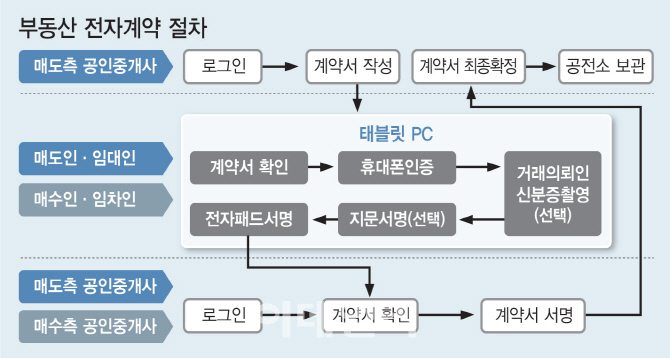 부동산 전자계약 절차
매도측 공인중개사
로그인
계약서 작성
계약서 최종확정
공전소 보관
태블릿 PC
매도인 · 임대인
매수인 · 임차인
계약서 확인
휴대폰인증
거래의뢰인
신분증촬영
(선택)
전자패드서명
지문서명(선택)
매도측 공인중개사
매수측 공인중개사
로그인
계약서 확인
계약서 서명